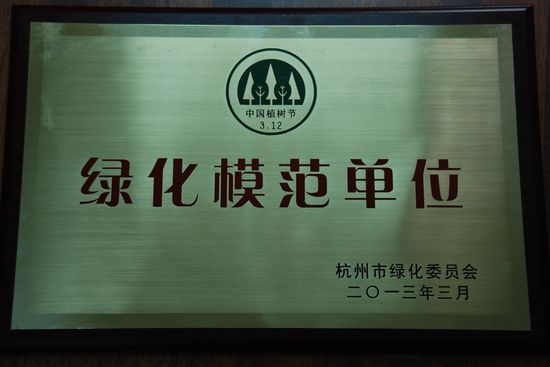 中国植树节
3.12
绿化模范单位
杭州市绿化委员会
二〇一三年三月